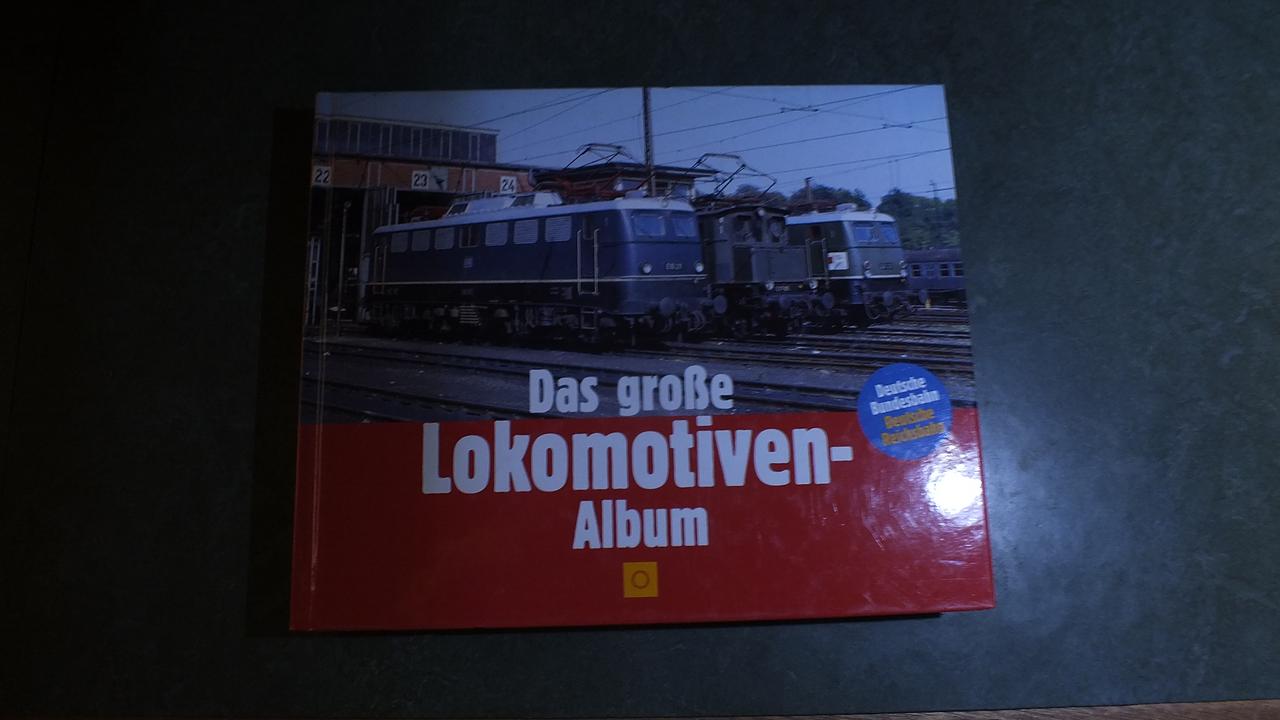 22
23
24
Das große
Lokomotiven-
Album
Deutsche
Bundesbahn
Deutsche
Reichsbahn